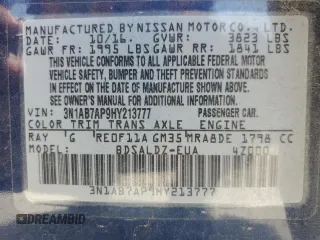 MANUFACTURED BY NISSAN MOTOR CO., LTD.
DATE: 10/16. GVWR: 3623 LBS
GAWR FR: 1995 LBS GAWR RR: 1841 LBS
THIS VEHICLE CONFORMS TO ALL APPLICABLE FEDERAL MOTOR
VEHICLE SAFETY, BUMPER AND THEFT PREVENTION STANDARDS
IN EFFECT ON THE DATE OF MANUFACTURE SHOWN ABOVE.
SEE OWNER'S MANUAL FOR ADDITIONAL INFORMATION
VIN: 3N1AB7AP9HY213777 PASSENGER CAR.
COLOR TRIM TRANS AXLE ENGINE
RAY G REOF11A GM35 MRA8DE 1798 CC
MODEL: BDSALDZ-EUA 4Z000
3N1AB7AP9HY213777
EPICVIN